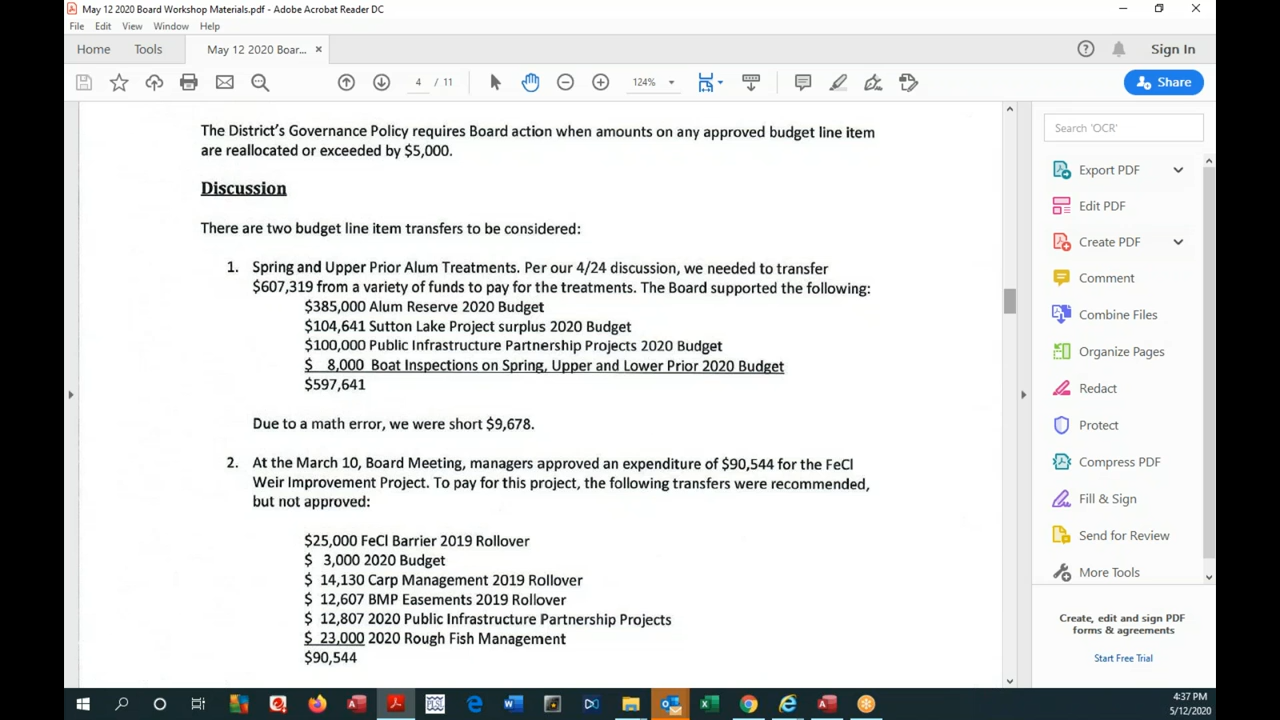 May 12 2020 Board Workshop Materials.pdf - Adobe Acrobat Reader DC
File Edit View Window Help
Home Tools May 12 2020 Boar... × Sign In
4 / 11 124% Share
The District's Governance Policy requires Board action when amounts on any approved budget line item
are reallocated or exceeded by $5,000.
Discussion
There are two budget line item transfers to be considered:
1. Spring and Upper Prior Alum Treatments. Per our 4/24 discussion, we needed to transfer
$607,319 from a variety of funds to pay for the treatments. The Board supported the following:
$385,000 Alum Reserve 2020 Budget
$104,641 Sutton Lake Project surplus 2020 Budget
$100,000 Public Infrastructure Partnership Projects 2020 Budget
$ 8,000 Boat Inspections on Spring, Upper and Lower Prior 2020 Budget
$597,641
Due to a math error, we were short $9,678.
2. At the March 10, Board Meeting, managers approved an expenditure of $90,544 for the FeCl
Weir Improvement Project. To pay for this project, the following transfers were recommended,
but not approved:
$25,000 FeCl Barrier 2019 Rollover
$ 3,000 2020 Budget
$ 14,130 Carp Management 2019 Rollover
$ 12,607 BMP Easements 2019 Rollover
$ 12,807 2020 Public Infrastructure Partnership Projects
$ 23,000 2020 Rough Fish Management
$90,544
Search 'OCR'
Export PDF
Edit PDF
Create PDF
Comment
Combine Files
Organize Pages
Redact
Protect
Compress PDF
Fill & Sign
Send for Review
More Tools
Create, edit and sign PDF
forms & agreements
Start Free Trial
4:37 PM
5/12/2020